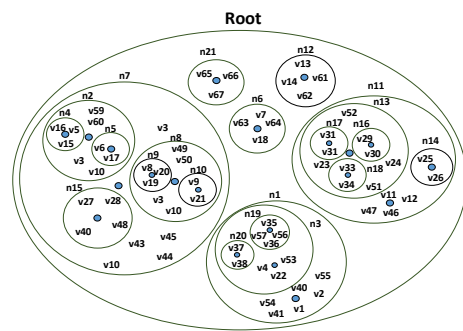 Root
n12
n21
v13
n7
v65 v66
v14 v61
n11
n2
v67
v62
n13
n4
v59
n6
v52
v60
n17 n16
v16 v5
n5
v3
v7
v31
v29
n14
v15
v6
n8
v63 v64
v31
v30
v17
v49
v18
v3
n9
v50
v23
v33
n18 v24
v25
v10
v8 v20
n10
v34
v26
v19
v9
v51
n15
v21
v11
v27
v28
v3
n1
v47
v46
v12
v10
n19
v35
n3
v40
v48
v57 v56
n20
v36
v43
v45
v37
v53
v10
v44
v38
v4
v22
v55
v40
v54
v2
v41
v1